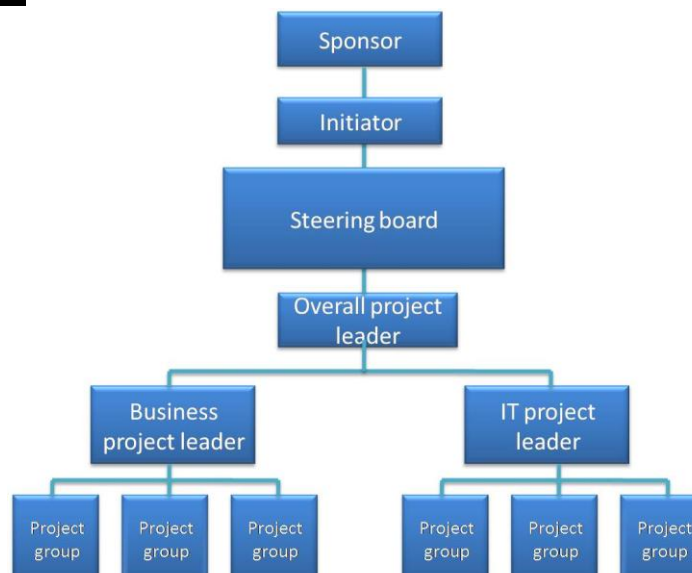 Sponsor
Initiator
Steering board
Overall project
leader
Business
project leader
IT project
leader
Project
group
Project
group
Project
group
Project
group
Project
group
Project
group